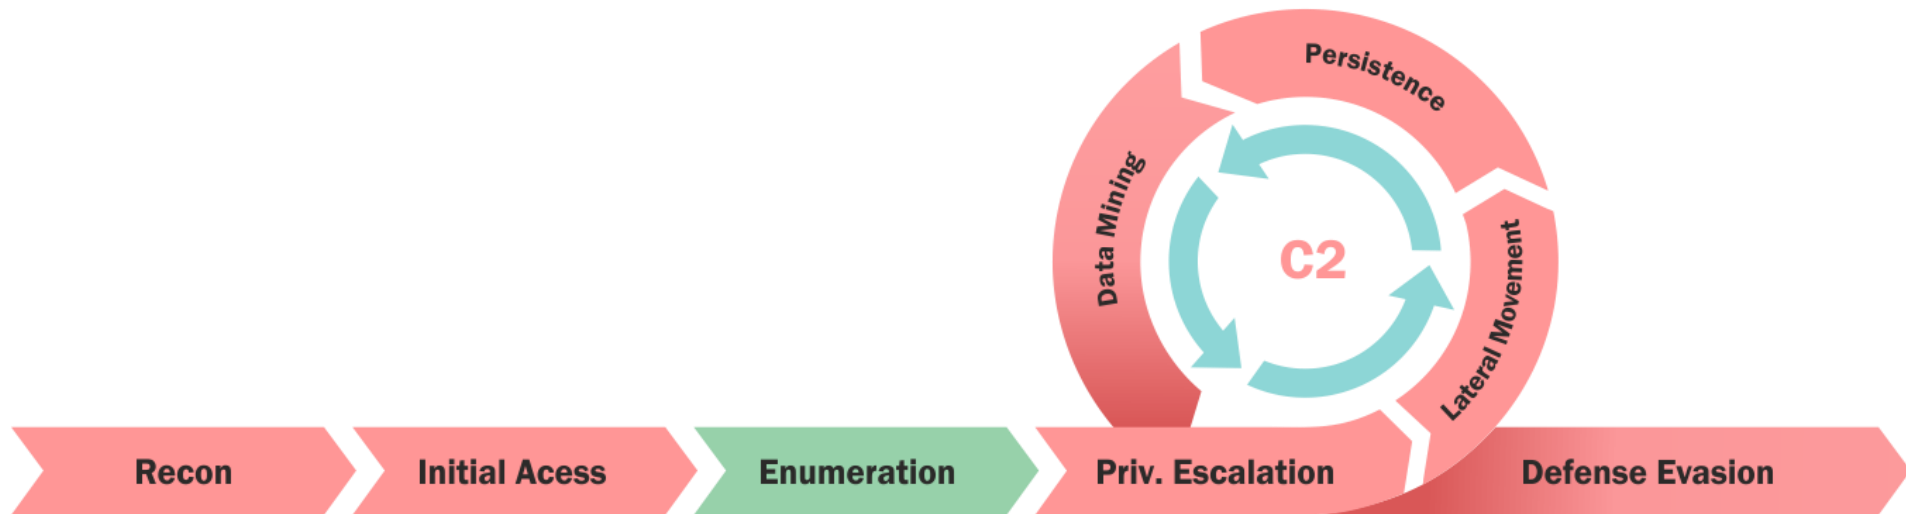 Recon
Initial Acess
Enumeration
Priv. Escalation
Lateral Movement
Persistence
Data Mining
C2
Defense Evasion